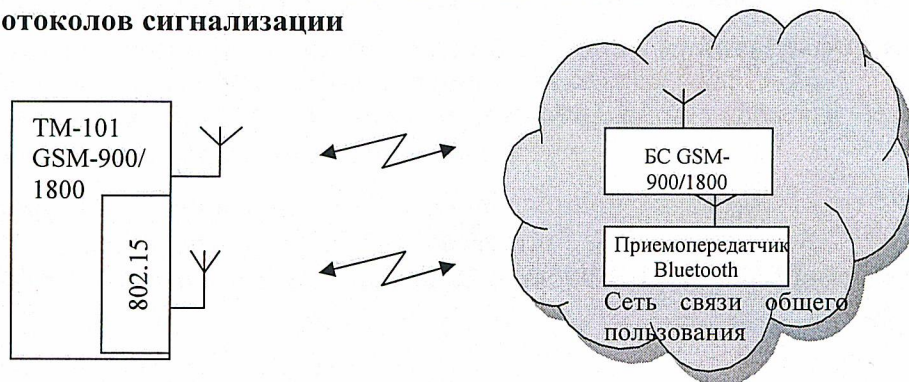 отоколов сигнализации
ТМ-101
GSM-900/
1800
802.15
БС GSM-
900/1800
Приемопередатчик
Bluetooth
Сеть связи общего
пользования